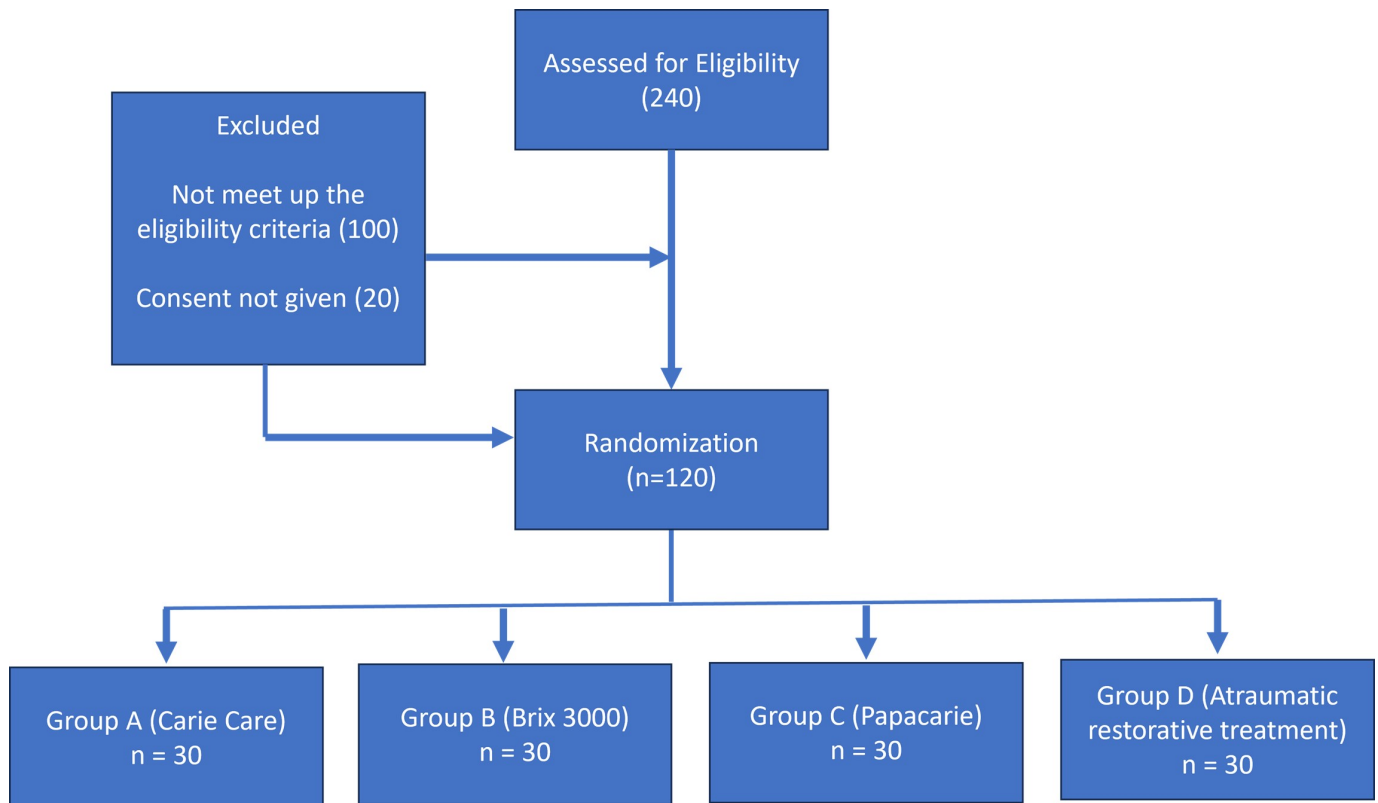 Assessed for Eligibility
(240)
Excluded
Not meet up the
eligibility criteria (100)
Consent not given (20)
Randomization
(n=120)
Group A (Carie Care)
n = 30
Group B (Brix 3000)
n = 30
Group C (Papacarie)
n = 30
Group D (Atraumatic
restorative treatment)
n = 30